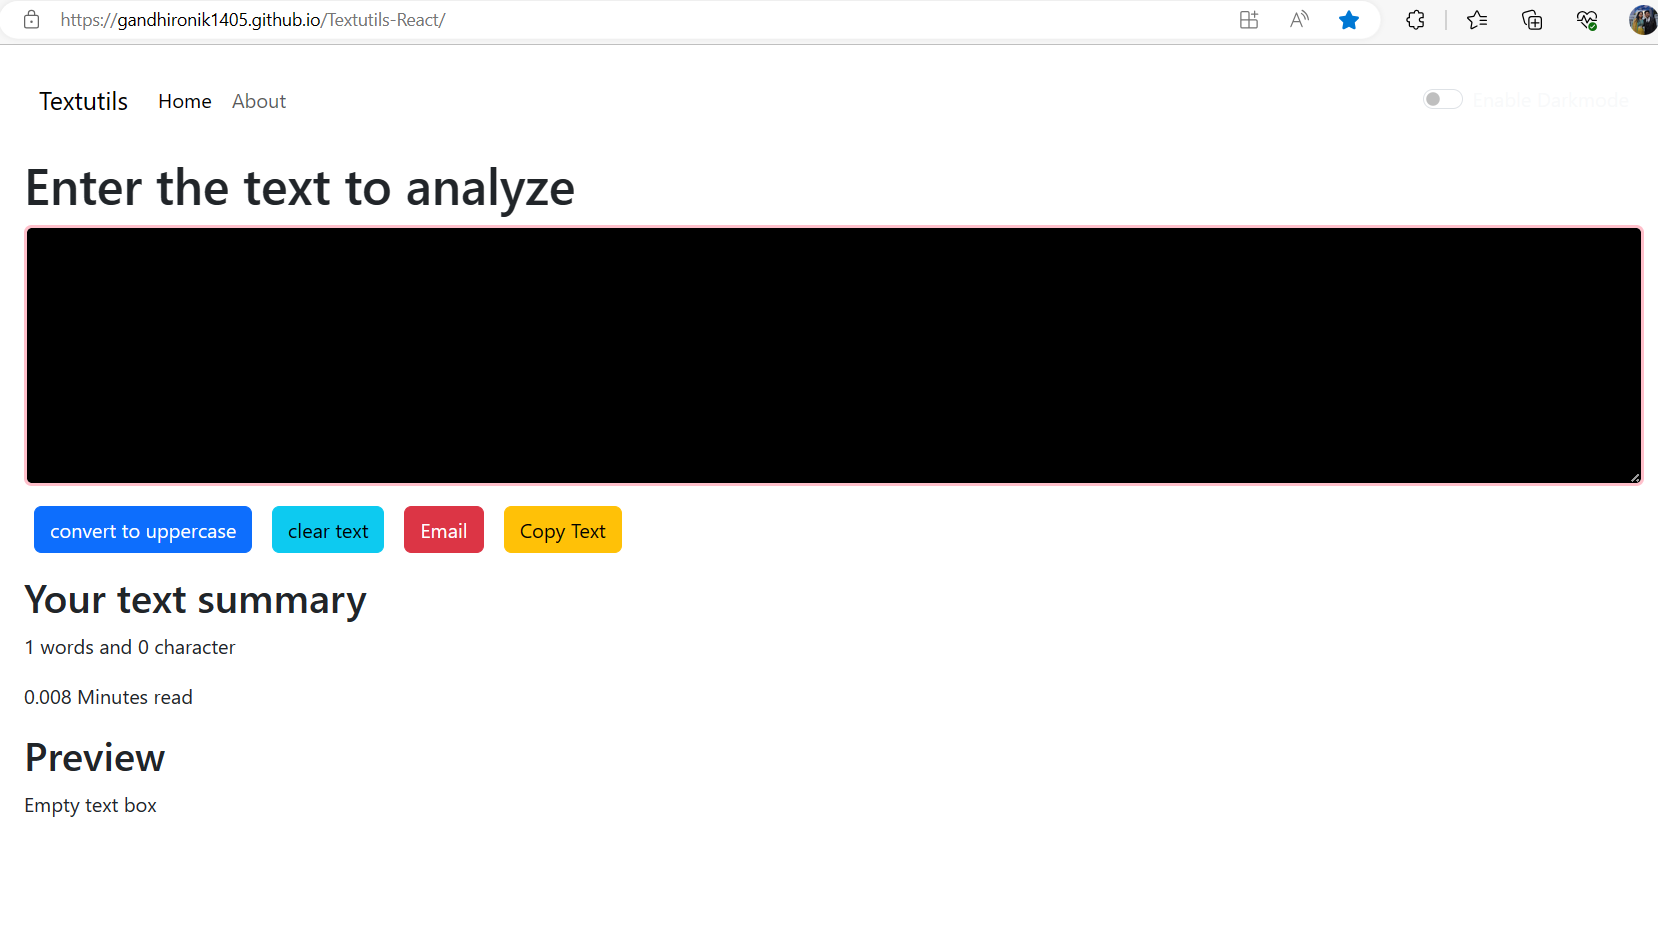 https://gandhironik1405.github.io/Textutils-React/
Textutils Home About Enable Darkmode
Enter the text to analyze
convert to uppercase clear text Email Copy Text
Your text summary
1 words and 0 character
0.008 Minutes read
Preview
Empty text box